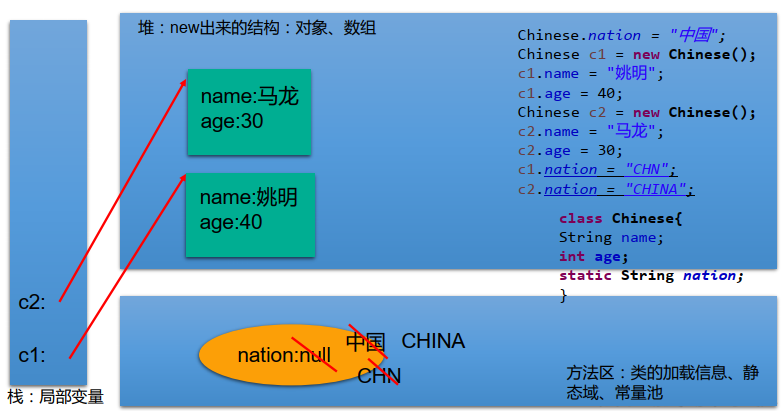 堆：new出来的结构：对象、数组
Chinese.nation = "中国";
Chinese c1 = new Chinese();
c1.name = "姚明";
c1.age = 40;
Chinese c2 = new Chinese();
c2.name = "马龙";
c2.age = 30;
c1.nation = "CHN";
c2.nation = "CHINA";
class Chinese{
String name;
int age;
static String nation;
}
name:马龙
age:30
name:姚明
age:40
c2:
c1:
栈：局部变量
nation:null
中国 CHINA
CHN
方法区：类的加载信息、静
态域、常量池